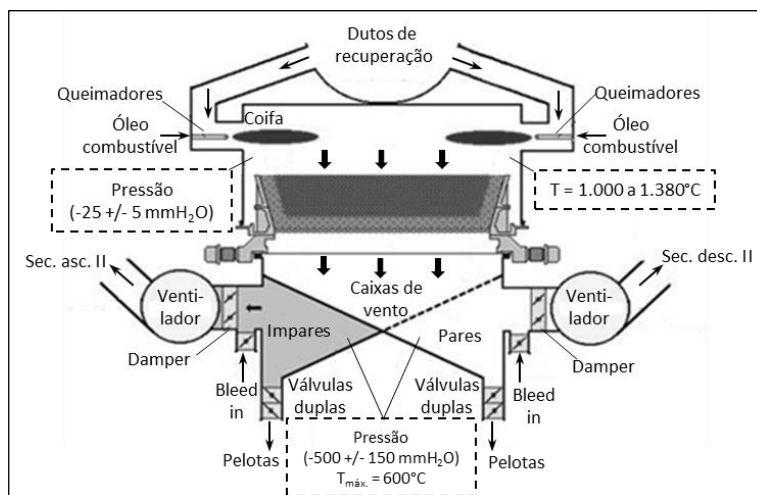 Dutos de
recuperação
Queimadores
Queimadores
Óleo
combustível
Coifa
Óleo
combustível
Pressão
(-25 +/- 5 mmH₂O)
T = 1.000 a 1.380°C
Sec. asc. II
Sec. desc. II
Caixas de
vento
Venti-
lador
Venti-
lador
Impares
Pares
Damper
Damper
Bleed
in
Válvulas
duplas
Válvulas
duplas
Bleed
in
Pelotas
Pressão
(-500 +/- 150 mmH₂O)
Tmáx. = 600°C
Pelotas